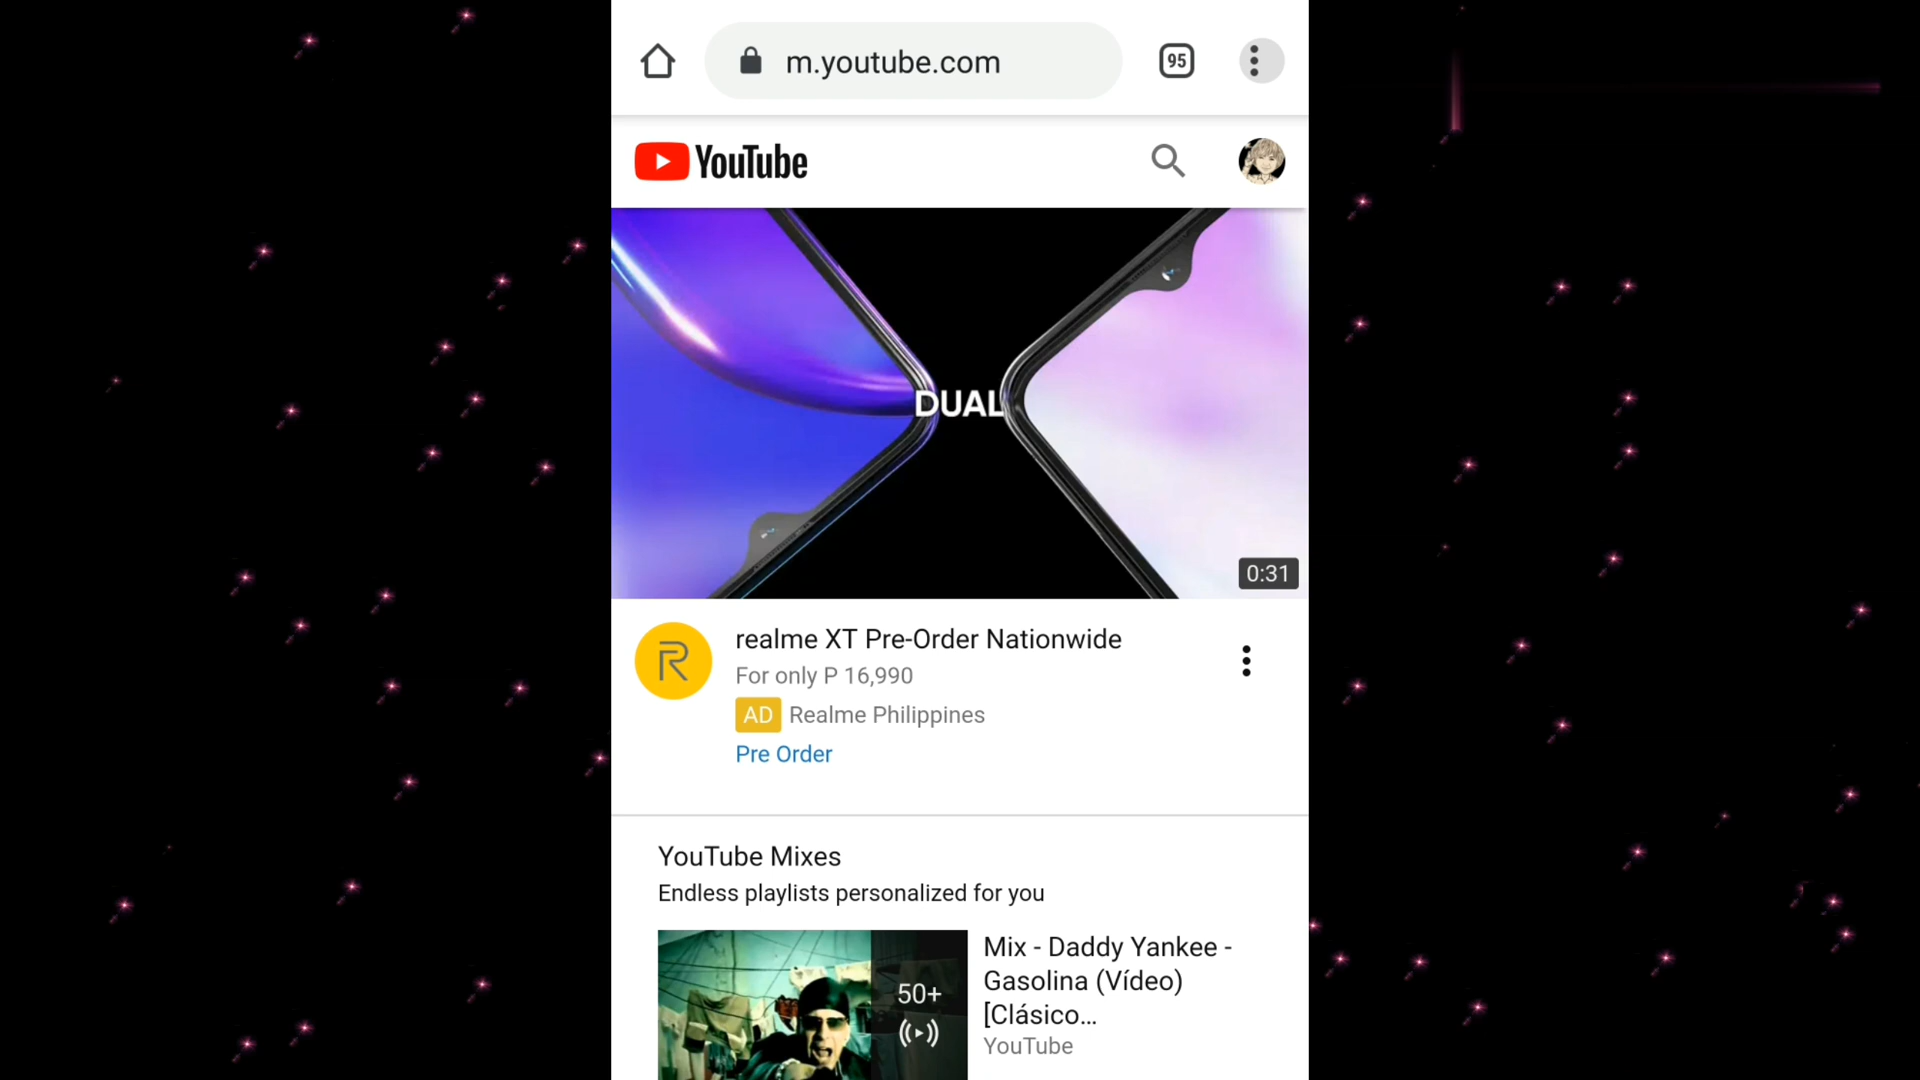 m.youtube.com
95
YouTube
DUAL
0:31
realme XT Pre-Order Nationwide
For only P 16,990
AD Realme Philippines
Pre Order
YouTube Mixes
Endless playlists personalized for you
50+
Mix - Daddy Yankee -
Gasolina (Vídeo)
[Clásico...
YouTube